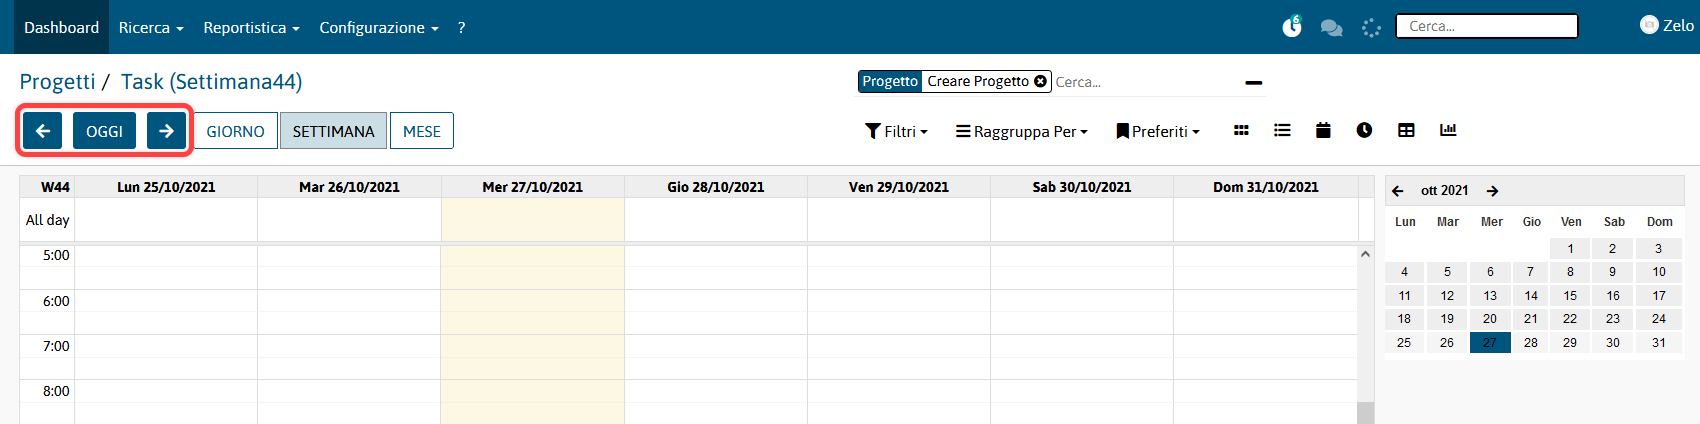 Dashboard Ricerca Reportistica Configurazione ? 6 Cerca... Zelo
Progetti / Task (Settimana44) Progetto Creare Progetto Cerca...
OGGI GIORNO SETTIMANA MESE Filtri Raggruppa Per Preferiti
W44 Lun 25/10/2021 Mar 26/10/2021 Mer 27/10/2021 Gio 28/10/2021 Ven 29/10/2021 Sab 30/10/2021 Dom 31/10/2021
All day
5:00
6:00
7:00
8:00
ott 2021
Lun Mar Mer Gio Ven Sab Dom
1 2 3
4 5 6 7 8 9 10
11 12 13 14 15 16 17
18 19 20 21 22 23 24
25 26 27 28 29 30 31